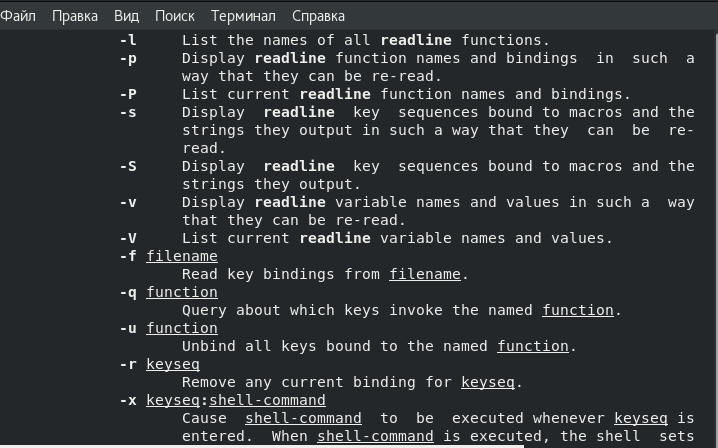 Файл Правка Вид Поиск Терминал Справка
-l List the names of all readline functions.
-p Display readline function names and bindings in such a
way that they can be re-read.
-P List current readline function names and bindings.
-s Display readline key sequences bound to macros and the
strings they output in such a way that they can be re-
read.
-S Display readline key sequences bound to macros and the
strings they output.
-v Display readline variable names and values in such a way
that they can be re-read.
-V List current readline variable names and values.
-f filename
Read key bindings from filename.
-q function
Query about which keys invoke the named function.
-u function
Unbind all keys bound to the named function.
-r keyseq
Remove any current binding for keyseq.
-x keyseq:shell-command
Cause shell-command to be executed whenever keyseq is
entered. When shell-command is executed, the shell sets